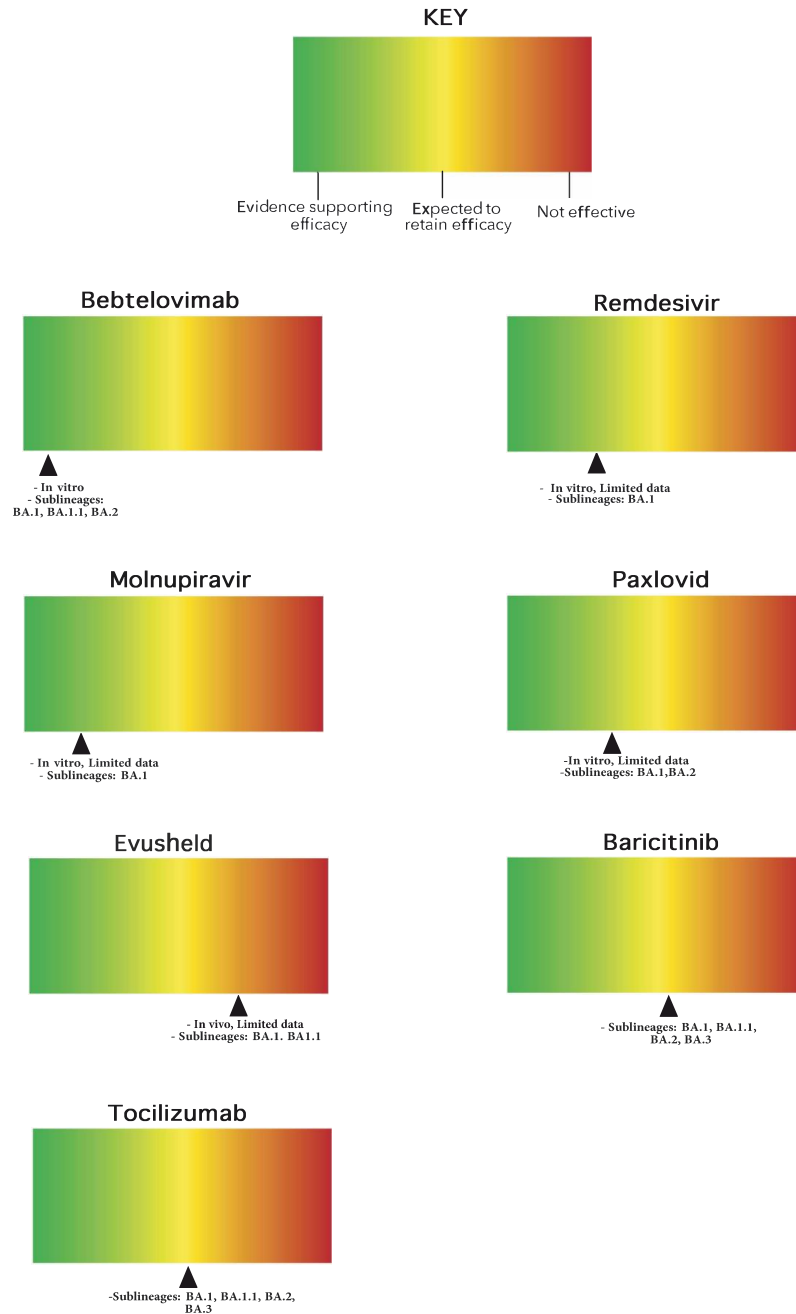 KEY
Evidence supporting
efficacy
Expected to
retain efficacy
Not effective
Bebtelovimab
- In vitro
- Sublineages:
BA.1, BA.1.1, BA.2
Remdesivir
- In vitro, Limited data
- Sublineages: BA.1
Molnupiravir
- In vitro, Limited data
- Sublineages: BA.1
Paxlovid
-In vitro, Limited data
-Sublineages: BA.1,BA.2
Evusheld
- In vivo, Limited data
- Sublineages: BA.1. BA1.1
Baricitinib
- Sublineages: BA.1, BA.1.1,
BA.2, BA.3
Tocilizumab
-Sublineages: BA.1, BA.1.1, BA.2,
BA.3